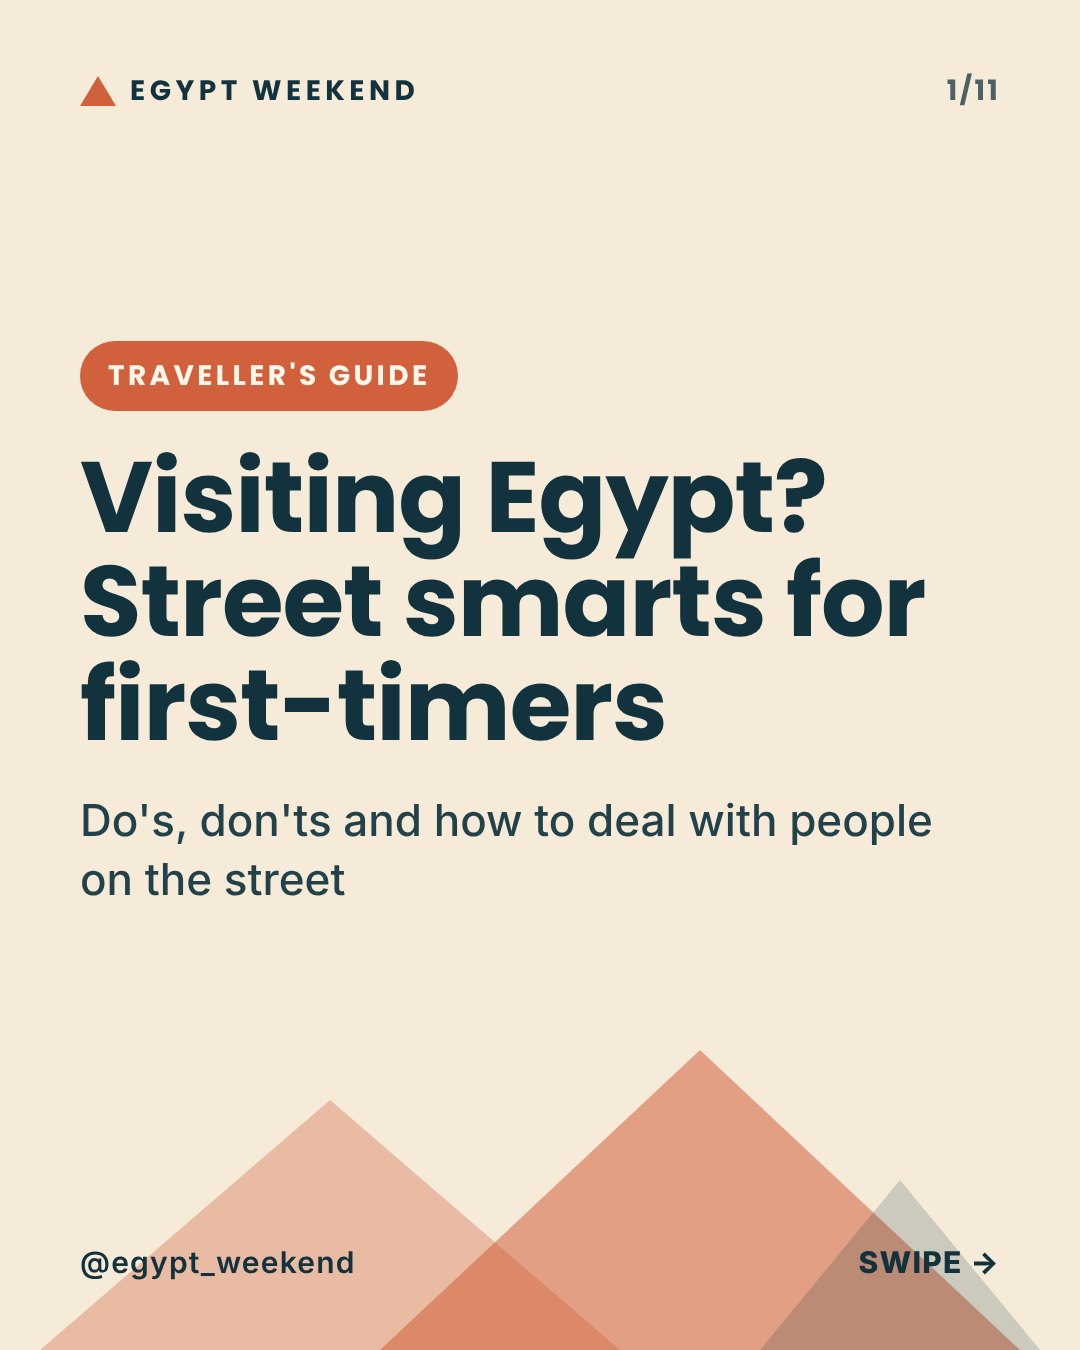 EGYPT WEEKEND
1/11
TRAVELLER'S GUIDE
Visiting Egypt?
Street smarts for
first-timers
Do's, don'ts and how to deal with people
on the street
@egypt_weekend
SWIPE →